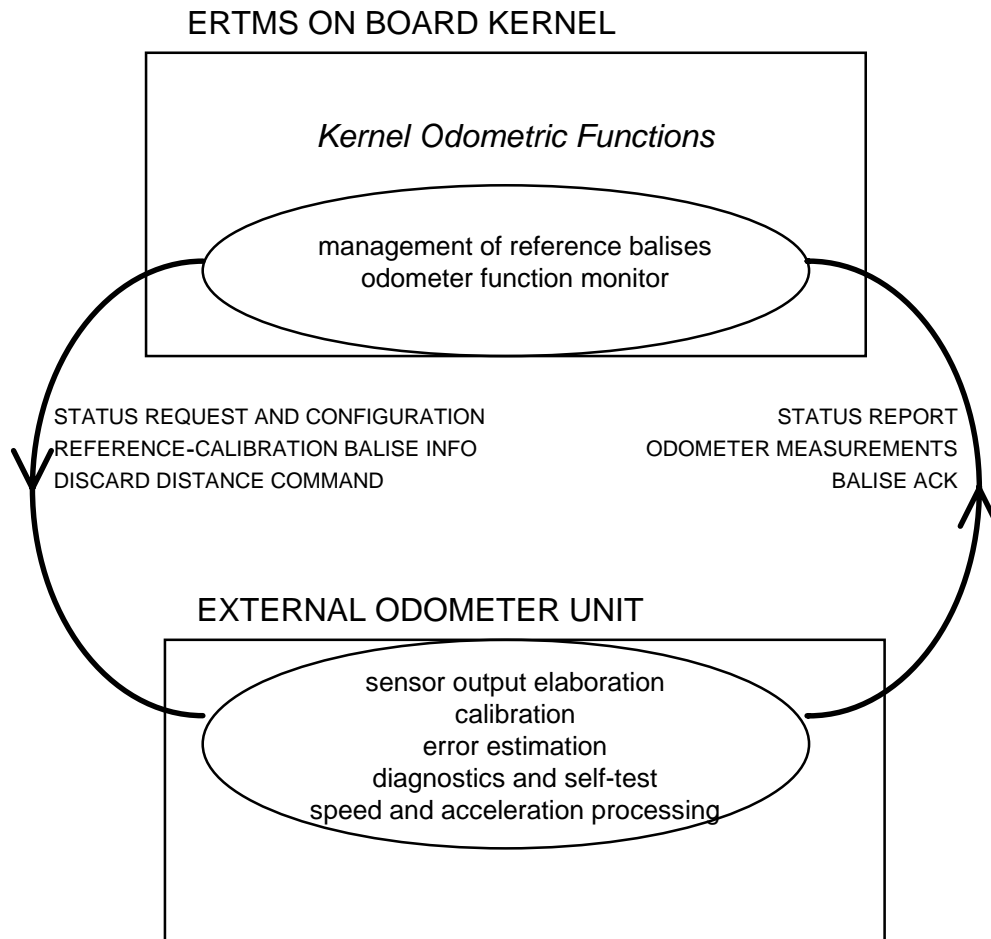 ERTMS ON BOARD KERNEL
Kernel Odometric Functions
management of reference balises
odometer function monitor
STATUS REQUEST AND CONFIGURATION
REFERENCE-CALIBRATION BALISE INFO
DISCARD DISTANCE COMMAND
STATUS REPORT
ODOMETER MEASUREMENTS
BALISE ACK
EXTERNAL ODOMETER UNIT
sensor output elaboration
calibration
error estimation
diagnostics and self-test
speed and acceleration processing